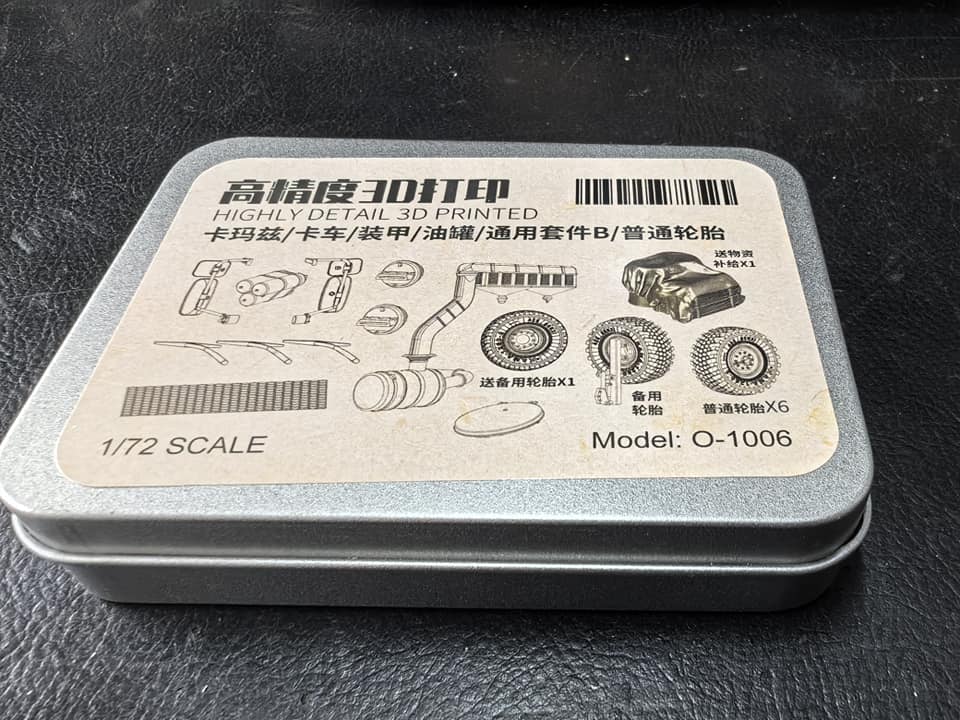 高精度3D打印
HIGHLY DETAIL 3D PRINTED
卡玛兹/卡车/装甲/油罐/通用套件B/普通轮胎
送物资
补给X1
送备用轮胎X1
备用
轮胎
普通轮胎X6
1/72 SCALE
Model: O-1006